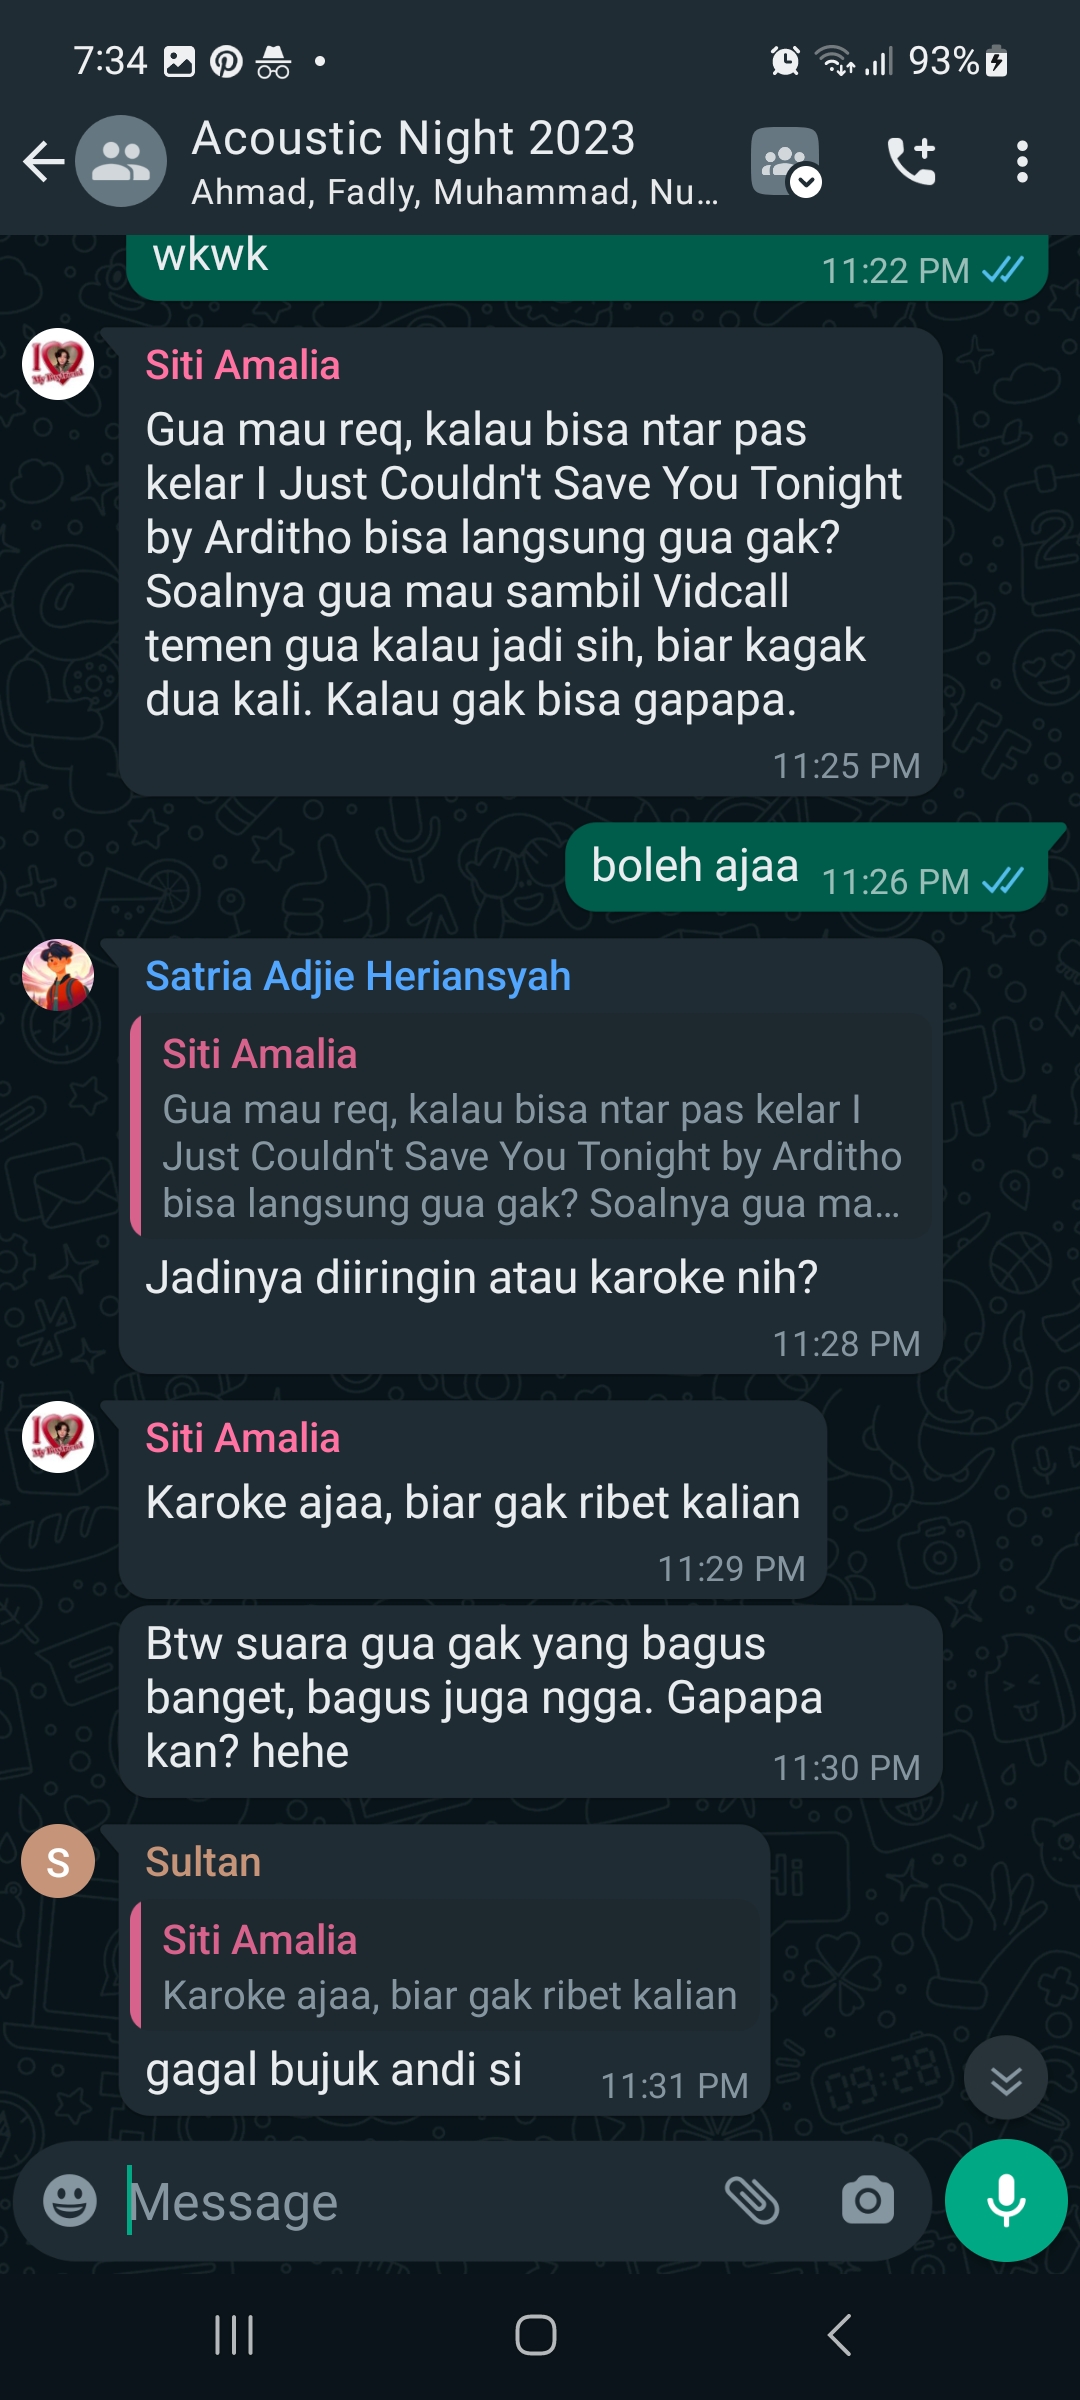 7:34
93%
Acoustic Night 2023
Ahmad, Fadly, Muhammad, Nu...
wkwk
11:22 PM
Siti Amalia
Gua mau req, kalau bisa ntar pas
kelar I Just Couldn't Save You Tonight
by Arditho bisa langsung gua gak?
Soalnya gua mau sambil Vidcall
temen gua kalau jadi sih, biar kagak
dua kali. Kalau gak bisa gapapa.
11:25 PM
boleh ajaa
11:26 PM
Satria Adjie Heriansyah
Siti Amalia
Gua mau req, kalau bisa ntar pas kelar I
Just Couldn't Save You Tonight by Arditho
bisa langsung gua gak? Soalnya gua ma...
Jadinya diiringin atau karoke nih?
11:28 PM
Siti Amalia
Karoke ajaa, biar gak ribet kalian
11:29 PM
Btw suara gua gak yang bagus
banget, bagus juga ngga. Gapapa
kan? hehe
11:30 PM
S
Sultan
Siti Amalia
Karoke ajaa, biar gak ribet kalian
gagal bujuk andi si
11:31 PM
Message